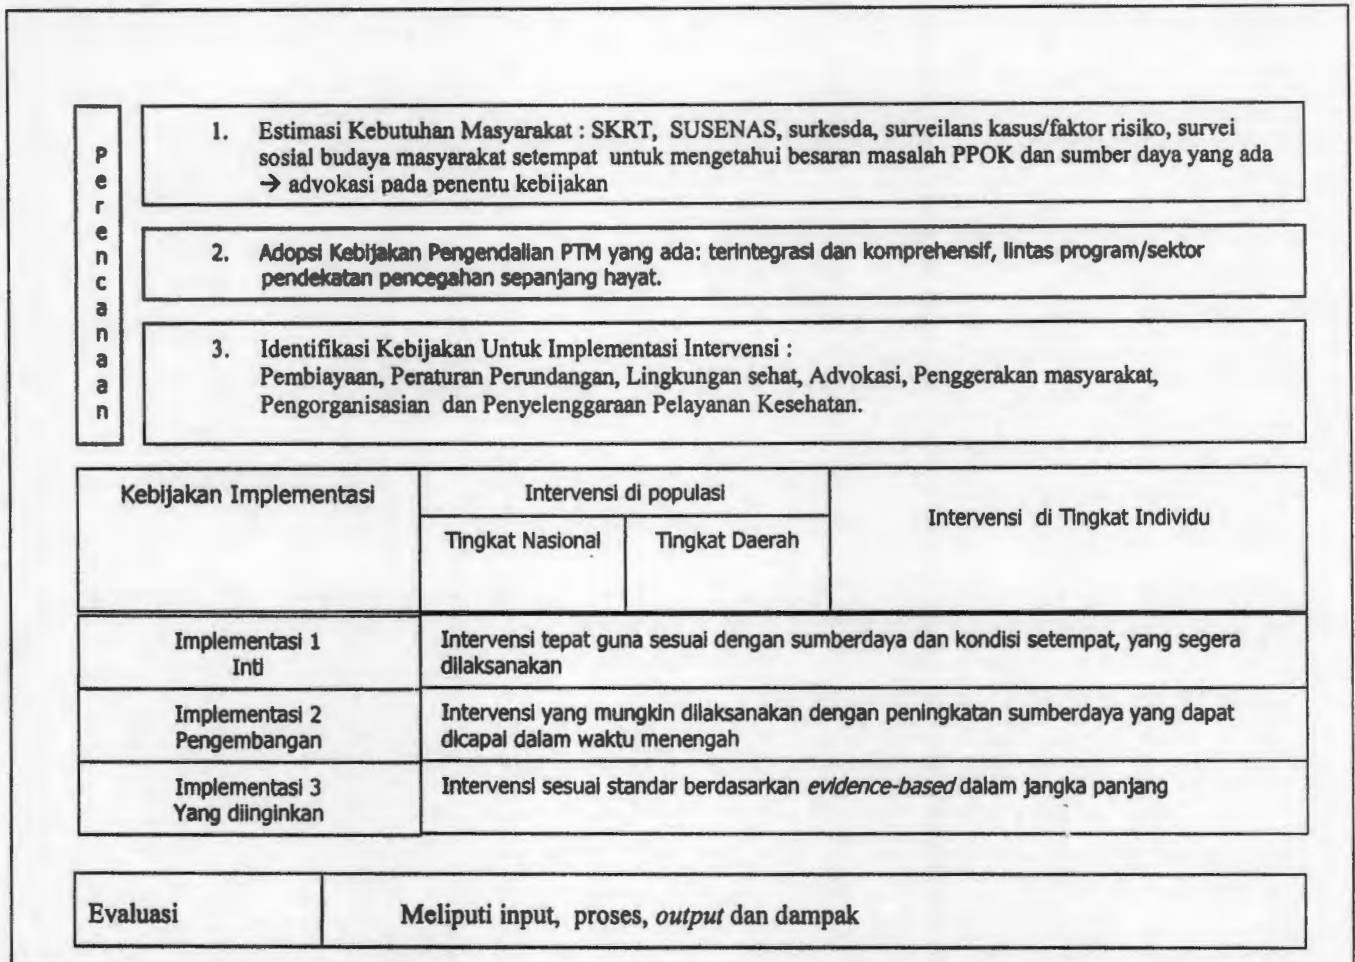 Perencanaan
1. Estimasi Kebutuhan Masyarakat : SKRT, SUSENAS, surkesda, surveilans kasus/faktor risiko, survei
sosial budaya masyarakat setempat untuk mengetahui besaran masalah PPOK dan sumber daya yang ada
→ advokasi pada penentu kebijakan
2. Adopsi Kebijakan Pengendalian PTM yang ada: terintegrasi dan komprehensif, lintas program/sektor
pendekatan pencegahan sepanjang hayat.
3. Identifikasi Kebijakan Untuk Implementasi Intervensi :
Pembiayaan, Peraturan Perundangan, Lingkungan sehat, Advokasi, Penggerakan masyarakat,
Pengorganisasian dan Penyelenggaraan Pelayanan Kesehatan.
Kebijakan Implementasi
Intervensi di populasi
Intervensi di Tingkat Individu
Tingkat Nasional
Tingkat Daerah
Implementasi 1
Inti
Intervensi tepat guna sesuai dengan sumberdaya dan kondisi setempat, yang segera
dilaksanakan
Implementasi 2
Pengembangan
Intervensi yang mungkin dilaksanakan dengan peningkatan sumberdaya yang dapat
dicapai dalam waktu menengah
Implementasi 3
Yang diinginkan
Intervensi sesuai standar berdasarkan evidence-based dalam jangka panjang
Evaluasi
Meliputi input, proses, output dan dampak